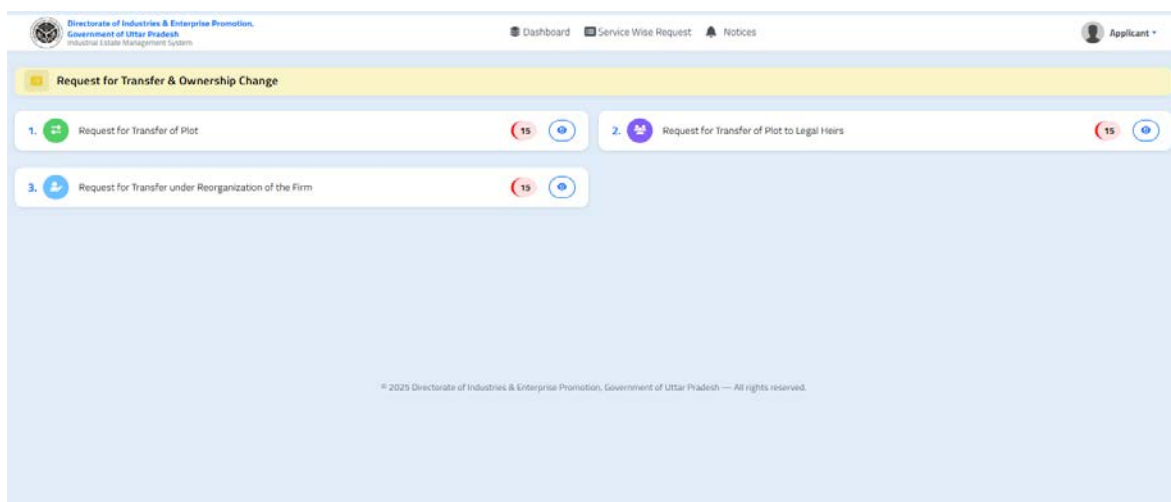 Directorate of Industries & Enterprise Promotion,
Government of Uttar Pradesh
Industrial Estate Management System
Dashboard Service Wise Request Notices
Applicant
Request for Transfer & Ownership Change
1. Request for Transfer of Plot 15
2. Request for Transfer of Plot to Legal Heirs 15
3. Request for Transfer under Reorganization of the Firm 15
© 2025 Directorate of Industries & Enterprise Promotion, Government of Uttar Pradesh — All rights reserved.